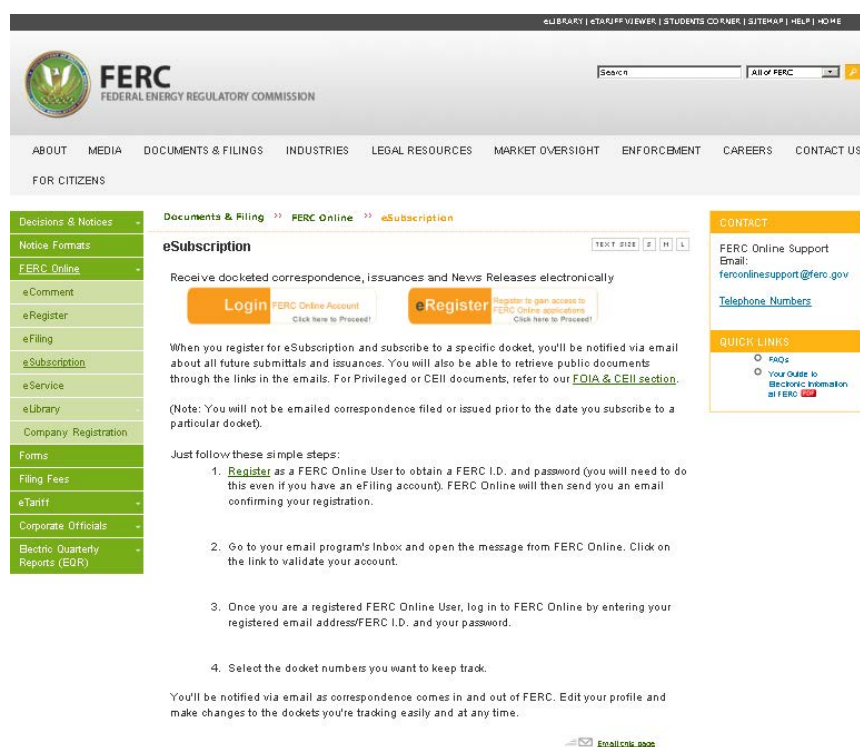 eLIBRARY | eTARIFF VIEWER | STUDENTS CORNER | SITEMAP | HELP | HOME
FERC
FEDERAL ENERGY REGULATORY COMMISSION
Search
All of FERC
ABOUT MEDIA DOCUMENTS & FILINGS INDUSTRIES LEGAL RESOURCES MARKET OVERSIGHT ENFORCEMENT CAREERS CONTACT US
FOR CITIZENS
Decisions & Notices
Notice Formats
FERC Online
eComment
eRegister
eFiling
eSubscription
eService
eLibrary
Company Registration
Forms
Filing Fees
eTariff
Corporate Officials
Electric Quarterly
Reports (EQR)
Documents & Filing >> FERC Online >> eSubscription
eSubscription
TEXT SIZE S M L
Receive docketed correspondence, issuances and News Releases electronically
Login FERC Online Account
Click here to Proceed!
eRegister Register to gain access to
FERC Online applications
Click here to Proceed!
When you register for eSubscription and subscribe to a specific docket, you'll be notified via email
about all future submittals and issuances. You will also be able to retrieve public documents
through the links in the emails. For Privileged or CEII documents, refer to our FOIA & CEII section.
(Note: You will not be emailed correspondence filed or issued prior to the date you subscribe to a
particular docket).
Just follow these simple steps:
1. Register as a FERC Online User to obtain a FERC I.D. and password (you will need to do
this even if you have an eFiling account). FERC Online will then send you an email
confirming your registration.
2. Go to your email program's Inbox and open the message from FERC Online. Click on
the link to validate your account.
3. Once you are a registered FERC Online User, log in to FERC Online by entering your
registered email address/FERC I.D. and your password.
4. Select the docket numbers you want to keep track.
You'll be notified via email as correspondence comes in and out of FERC. Edit your profile and
make changes to the dockets you're tracking easily and at any time.
Email this page
CONTACT
FERC Online Support
Email:
ferconlinesupport@ferc.gov
Telephone Numbers
QUICK LINKS
FAQs
Your Guide to
Electronic Information
at FERC PDF